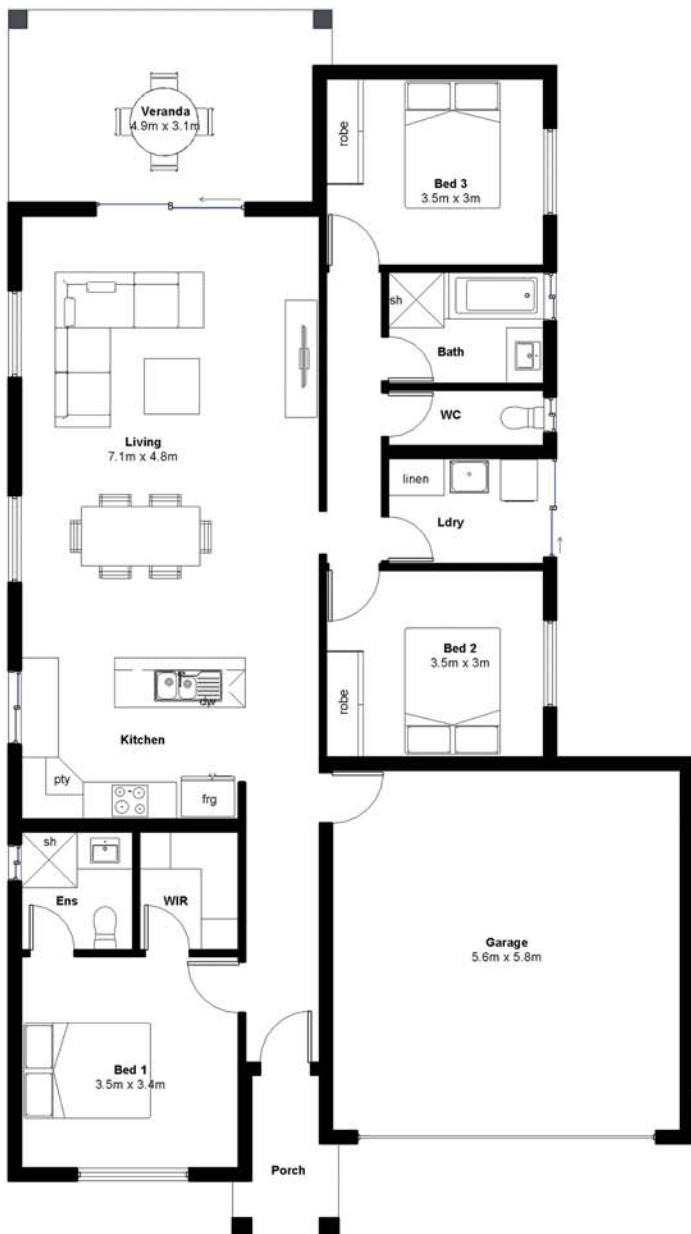 Veranda
4.9m x 3.1m
robe
Bed 3
3.5m x 3m
sh
Bath
WC
Living
7.1m x 4.8m
linen
Ldry
Bed 2
3.5m x 3m
robe
dw
Kitchen
pty
frg
sh
Ens
WIR
Garage
5.6m x 5.8m
Bed 1
3.5m x 3.4m
Porch